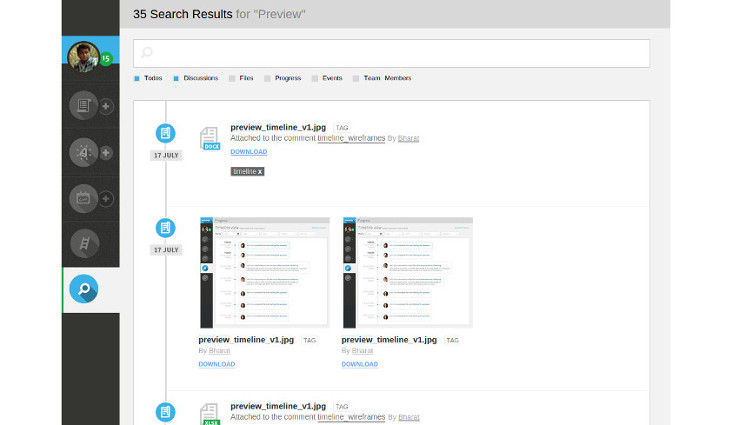 35 Search Results for "Preview"
15
Todos Discussions Files Progress Events Team Members
preview_timeline_v1.jpg TAG
Attached to the comment timeline_wireframes By Bharat
DOCX
17 JULY
DOWNLOAD
timeline x
17 JULY
preview_timeline_v1.jpg TAG preview_timeline_v1.jpg TAG
By Bharat By Bharat
DOWNLOAD DOWNLOAD
preview_timeline_v1.jpg TAG
Attached to the comment timeline_wireframes By Bharat
XLSX